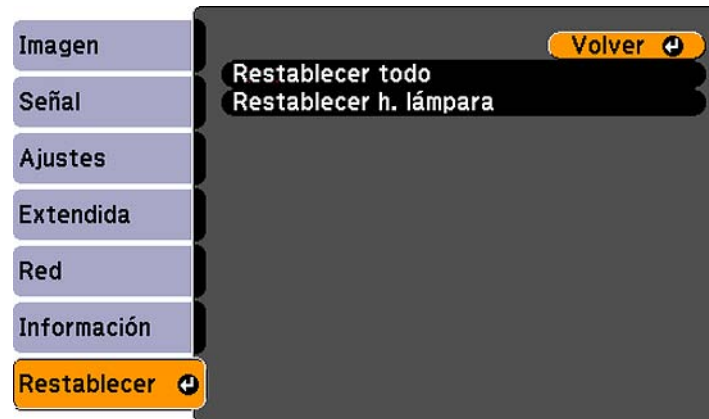 Imagen
Señal
Ajustes
Extendida
Red
Información
Restablecer
Volver
Restablecer todo
Restablecer h. lámpara